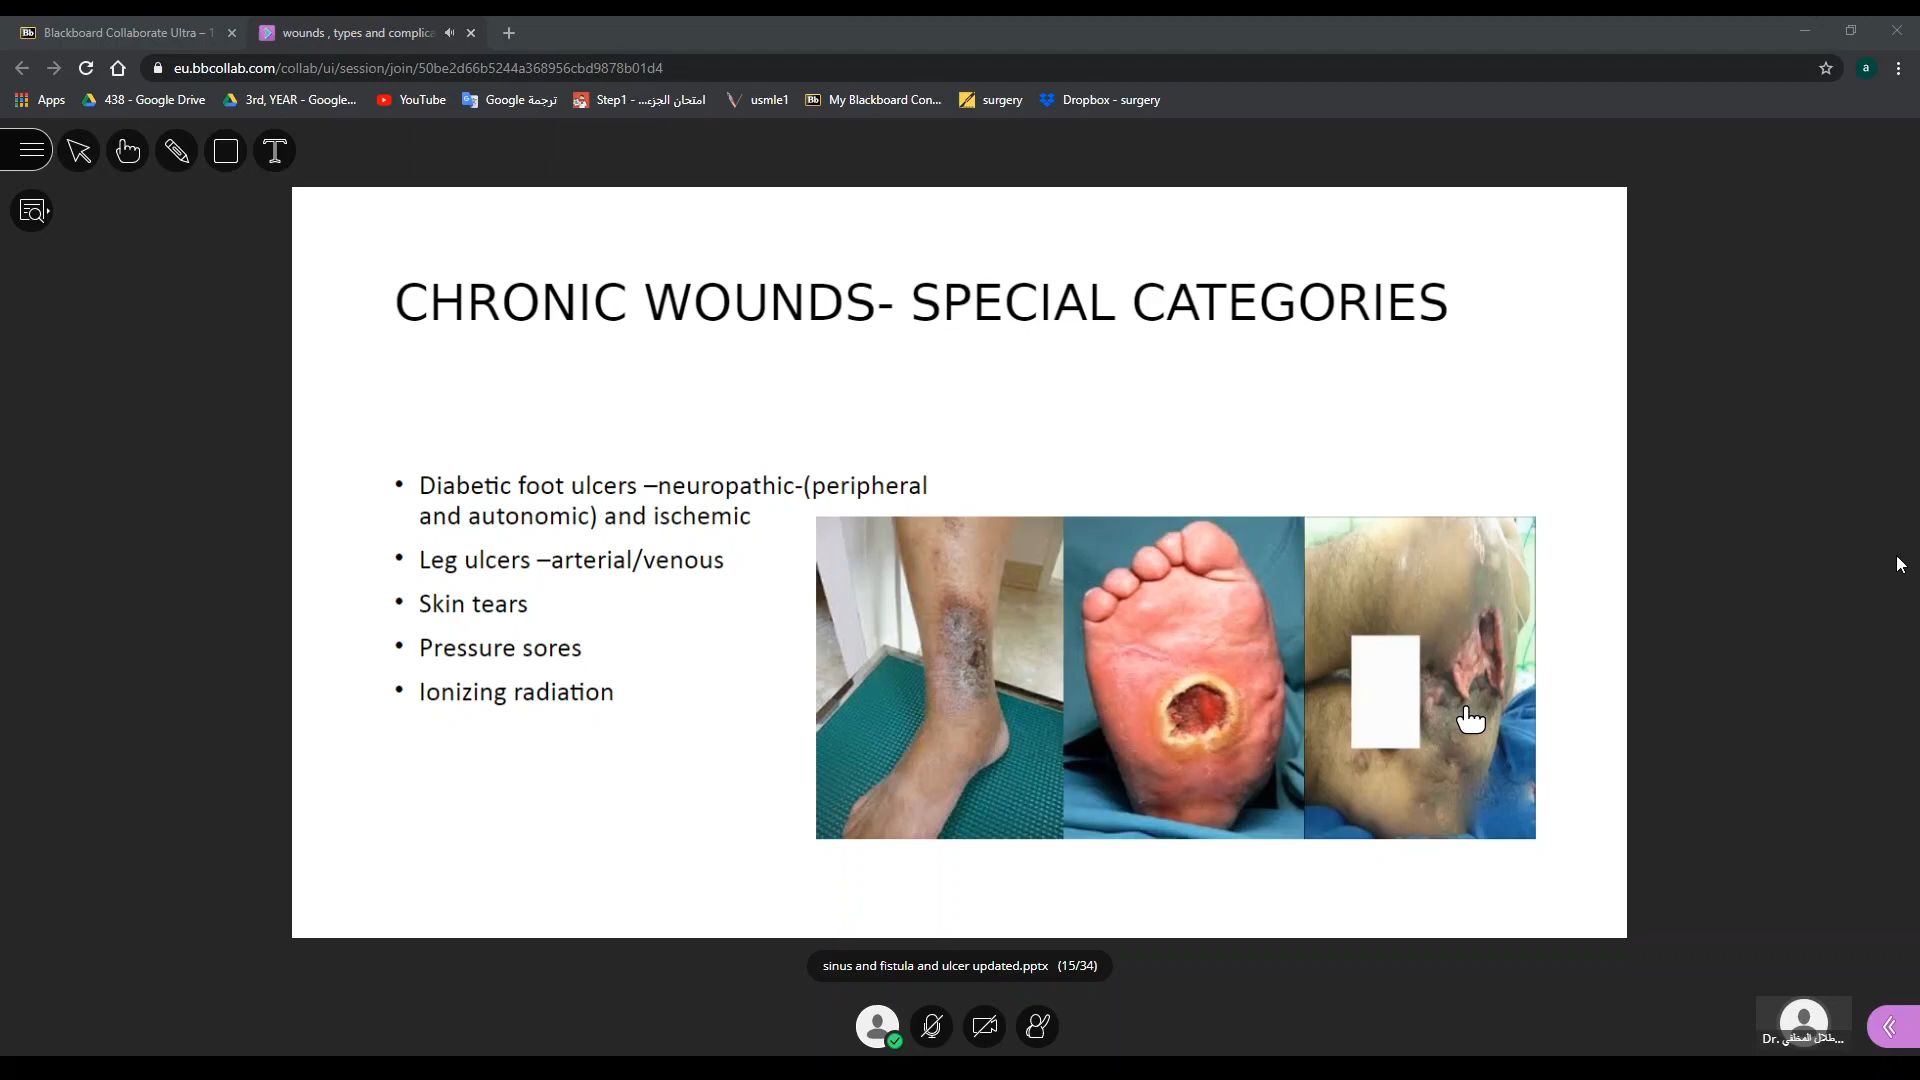 Blackboard Collaborate Ultra –
wounds , types and complica
eu.bbcollab.com/collab/ui/session/join/50be2d66b5244a368956cbd9878b01d4
a
Apps
438 - Google Drive
3rd, YEAR - Google...
YouTube
Google ترجمة
Step1 - ...امتحان الجزء
usmle1
Bb My Blackboard Con...
surgery
Dropbox - surgery
T
CHRONIC WOUNDS- SPECIAL CATEGORIES
• Diabetic foot ulcers –neuropathic-(peripheral
and autonomic) and ischemic
• Leg ulcers –arterial/venous
• Skin tears
• Pressure sores
• Ionizing radiation
sinus and fistula and ulcer updated.pptx (15/34)
Dr. طلال